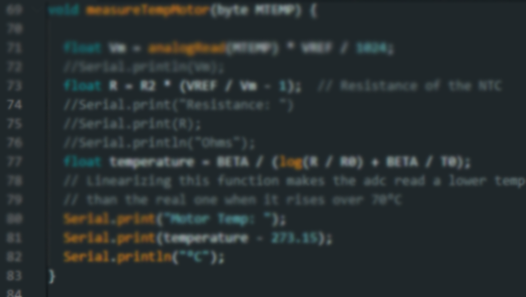 69 void measureTempMotor(byte MTEMP) {
70
71 float Vm = analogRead(MTEMP) * VREF / 1024;
72 //Serial.println(Vm);
73 float R = R2 * (VREF / Vm - 1); // Resistance of the NTC
74 //Serial.print("Resistance: ")
75 //Serial.print(R);
76 //Serial.println("Ohms");
77 float temperature = BETA / (log(R / R0) + BETA / T0);
78 // Linearizing this function makes the adc read a lower temp
79 // than the real one when it rises over 70ºC
80 Serial.print("Motor Temp: ");
81 Serial.print(temperature - 273.15);
82 Serial.println("ºC");
83 }
84